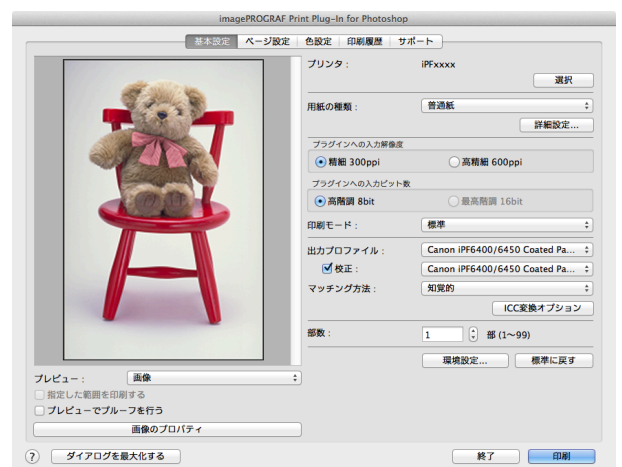 imagePROGRAF Print Plug-In for Photoshop
基本設定 ページ設定 色設定 印刷履歴 サポート
プリンタ： iPFxxxx
選択
用紙の種類： 普通紙
詳細設定...
プラグインへの入力解像度
精細 300ppi 高精細 600ppi
プラグインへの入力ビット数
高階調 8bit 最高階調 16bit
印刷モード： 標準
出力プロファイル： Canon iPF6400/6450 Coated Pa...
校正： Canon iPF6400/6450 Coated Pa...
マッチング方法： 知覚的
ICC変換オプション
部数： 1 部 (1〜99)
環境設定... 標準に戻す
プレビュー： 画像
指定した範囲を印刷する
プレビューでプルーフを行う
画像のプロパティ
? ダイアログを最大化する 終了 印刷